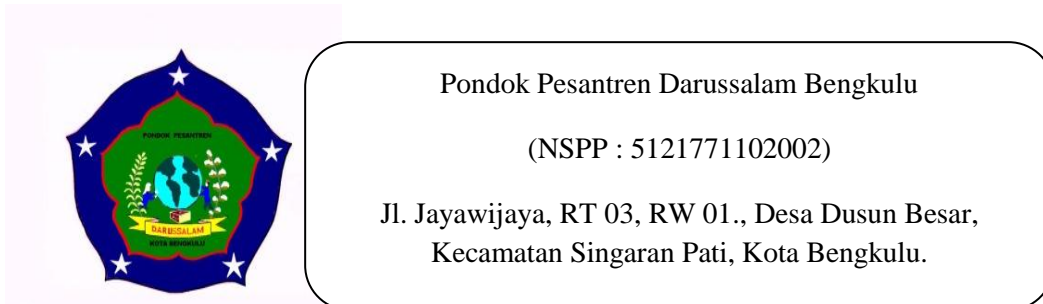 PONDOK PESANTREN
DARUSSALAM
KOTA BENGKULU
Pondok Pesantren Darussalam Bengkulu
(NSPP : 5121771102002)
Jl. Jayawijaya, RT 03, RW 01., Desa Dusun Besar,
Kecamatan Singaran Pati, Kota Bengkulu.